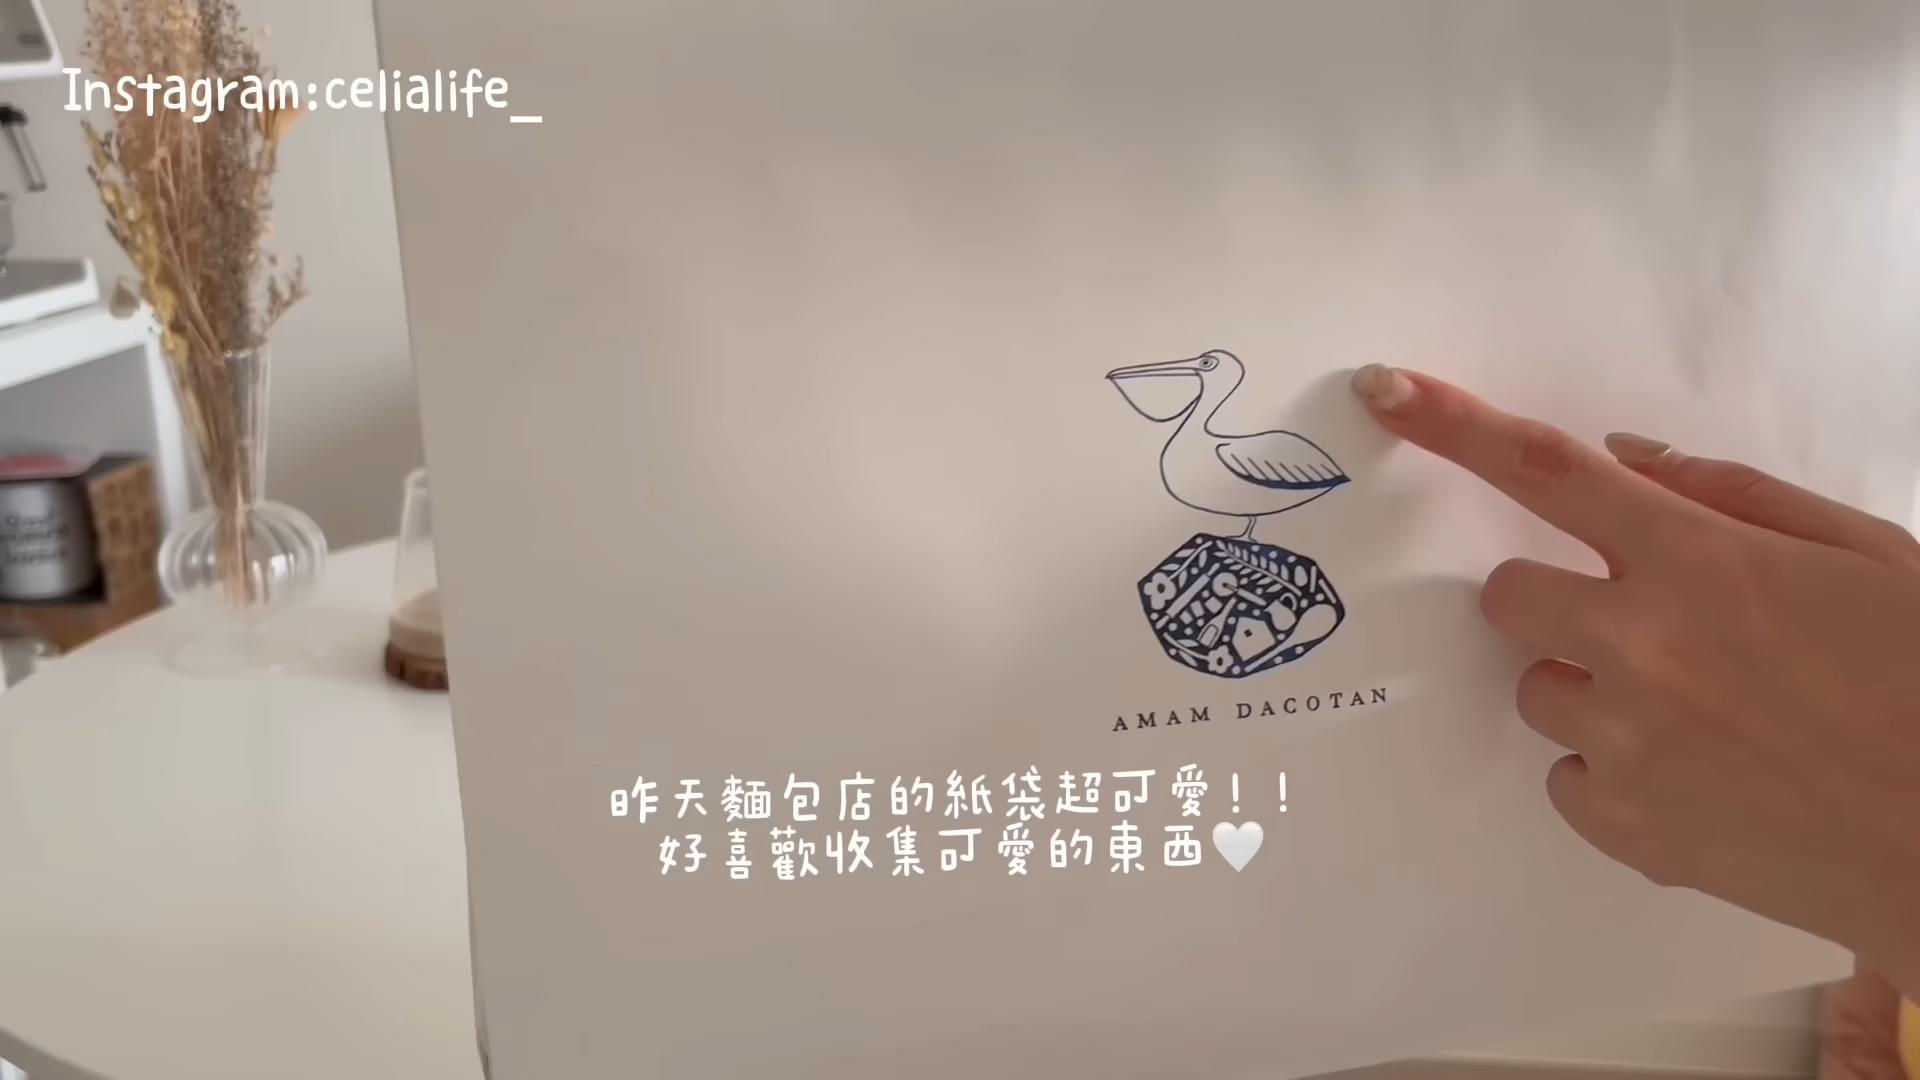 Instagram:celialife_
AMAM DACOTAN
昨天麵包店的紙袋超可愛！！
好喜歡收集可愛的東西🤍